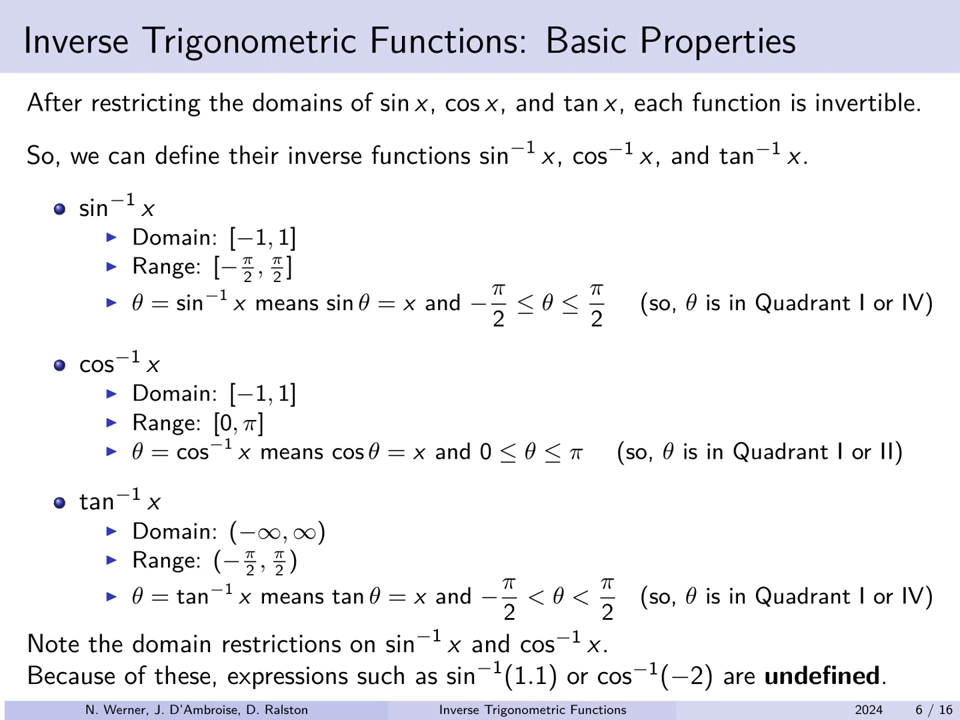 Inverse Trigonometric Functions: Basic Properties
After restricting the domains of sin x, cos x, and tan x, each function is invertible.
So, we can define their inverse functions sin⁻¹ x, cos⁻¹ x, and tan⁻¹ x.
sin⁻¹ x
Domain: [−1, 1]
Range: [−π/2, π/2]
θ = sin⁻¹ x means sin θ = x and −π/2 ≤ θ ≤ π/2 (so, θ is in Quadrant I or IV)
cos⁻¹ x
Domain: [−1, 1]
Range: [0, π]
θ = cos⁻¹ x means cos θ = x and 0 ≤ θ ≤ π (so, θ is in Quadrant I or II)
tan⁻¹ x
Domain: (−∞, ∞)
Range: (−π/2, π/2)
θ = tan⁻¹ x means tan θ = x and −π/2 < θ < π/2 (so, θ is in Quadrant I or IV)
Note the domain restrictions on sin⁻¹ x and cos⁻¹ x.
Because of these, expressions such as sin⁻¹(1.1) or cos⁻¹(−2) are undefined.
N. Werner, J. D'Ambroise, D. Ralston Inverse Trigonometric Functions 2024 6 / 16